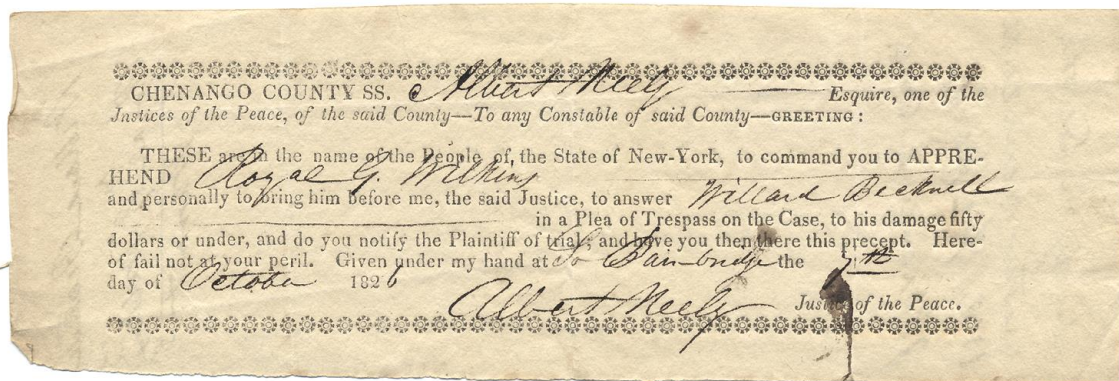 CHENANGO COUNTY SS. Albert Neely Esquire, one of the
Justices of the Peace, of the said County—To any Constable of said County—GREETING:
THESE are in the name of the People of, the State of New-York, to command you to APPRE-
HEND Royal G. Wilkins
and personally to bring him before me, the said Justice, to answer Willard Becknell
in a Plea of Trespass on the Case, to his damage fifty
dollars or under, and do you notify the Plaintiff of trial; and have you then there this precept. Here-
of fail not at your peril. Given under my hand at So Bainbridge the 7th
day of October 1826
Albert Neely Justice of the Peace.